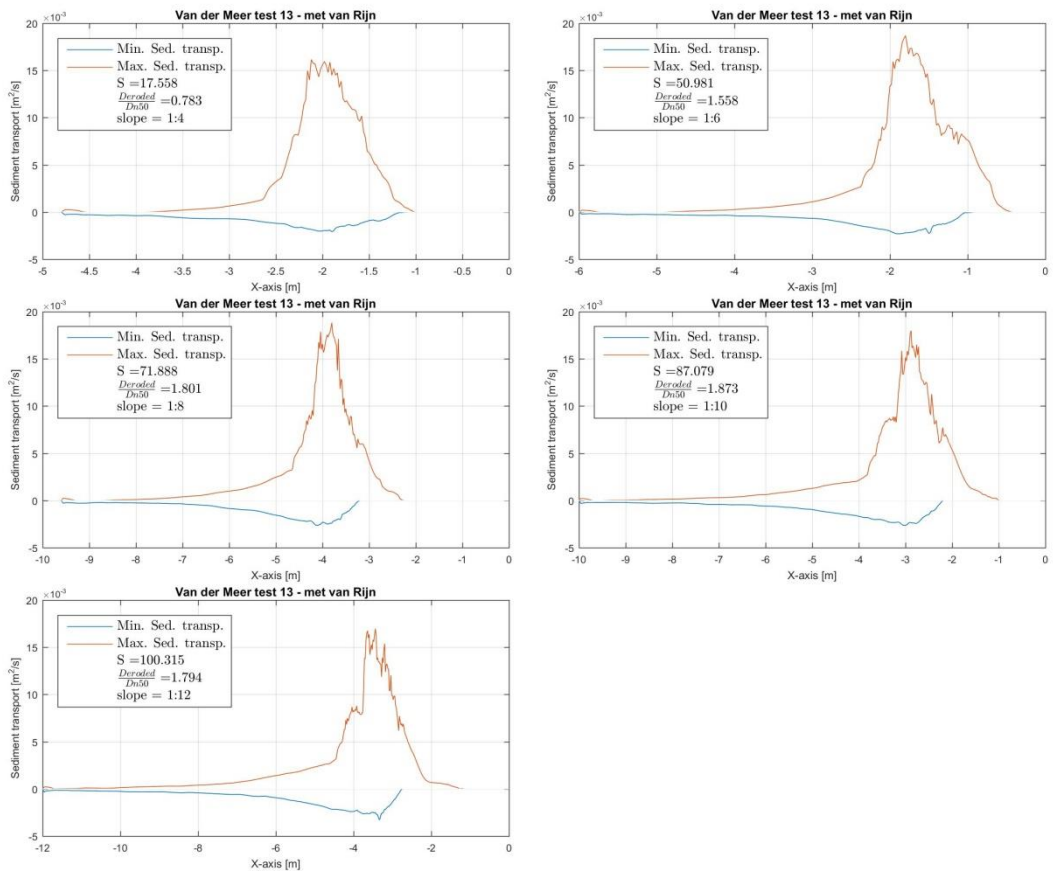 Van der Meer test 13 - met van Rijn
×10⁻³
20
15
10
5
0
-5
Sediment transport [m²/s]
Min. Sed. transp.
Max. Sed. transp.
S =17.558
Deroded/Dn50 =0.783
slope = 1:4
-5 -4.5 -4 -3.5 -3 -2.5 -2 -1.5 -1 -0.5 0
X-axis [m]
Van der Meer test 13 - met van Rijn
×10⁻³
20
15
10
5
0
-5
Sediment transport [m²/s]
Min. Sed. transp.
Max. Sed. transp.
S =50.981
Deroded/Dn50 =1.558
slope = 1:6
-6 -5 -4 -3 -2 -1 0
X-axis [m]
Van der Meer test 13 - met van Rijn
×10⁻³
20
15
10
5
0
-5
Sediment transport [m²/s]
Min. Sed. transp.
Max. Sed. transp.
S =71.888
Deroded/Dn50 =1.801
slope = 1:8
-10 -9 -8 -7 -6 -5 -4 -3 -2 -1 0
X-axis [m]
Van der Meer test 13 - met van Rijn
×10⁻³
20
15
10
5
0
-5
Sediment transport [m²/s]
Min. Sed. transp.
Max. Sed. transp.
S =87.079
Deroded/Dn50 =1.873
slope = 1:10
-10 -9 -8 -7 -6 -5 -4 -3 -2 -1 0
X-axis [m]
Van der Meer test 13 - met van Rijn
×10⁻³
20
15
10
5
0
-5
Sediment transport [m²/s]
Min. Sed. transp.
Max. Sed. transp.
S =100.315
Deroded/Dn50 =1.794
slope = 1:12
-12 -10 -8 -6 -4 -2 0
X-axis [m]